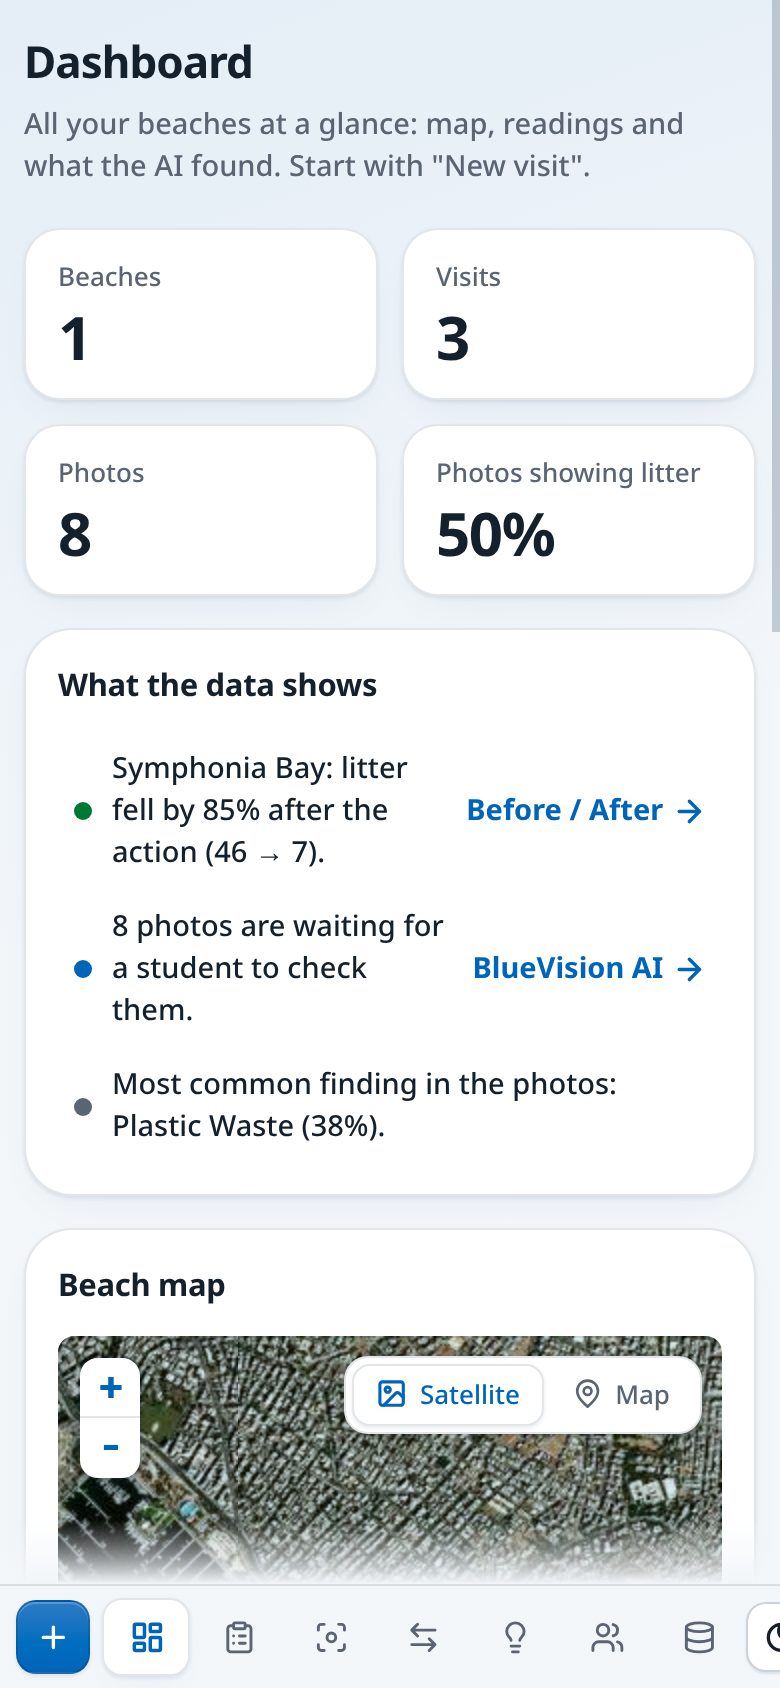 Dashboard
All your beaches at a glance: map, readings and
what the AI found. Start with "New visit".
Beaches
1
Visits
3
Photos
8
Photos showing litter
50%
What the data shows
Symphonia Bay: litter
fell by 85% after the
action (46 → 7).
Before / After →
8 photos are waiting for
a student to check
them.
BlueVision AI →
Most common finding in the photos:
Plastic Waste (38%).
Beach map
+
-
Satellite
Map